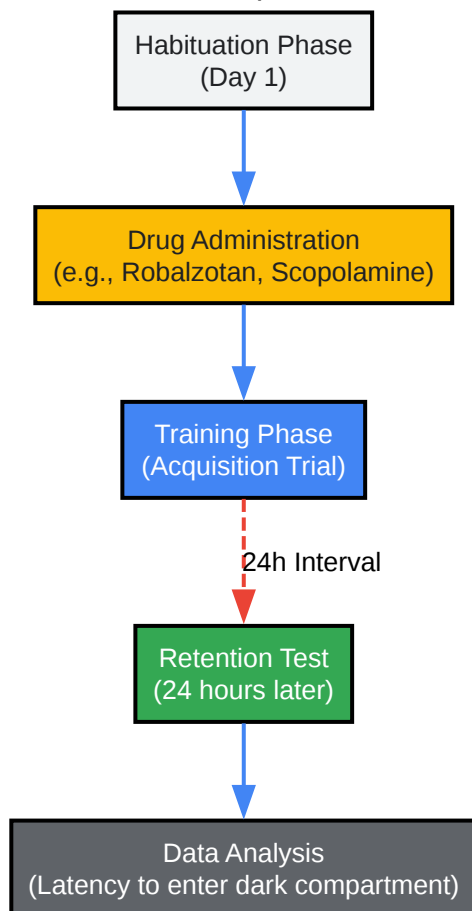 Habituation Phase
(Day 1)
Drug Administration
(e.g., Robalzotan, Scopolamine)
Training Phase
(Acquisition Trial)
24h Interval
Retention Test
(24 hours later)
Data Analysis
(Latency to enter dark compartment)